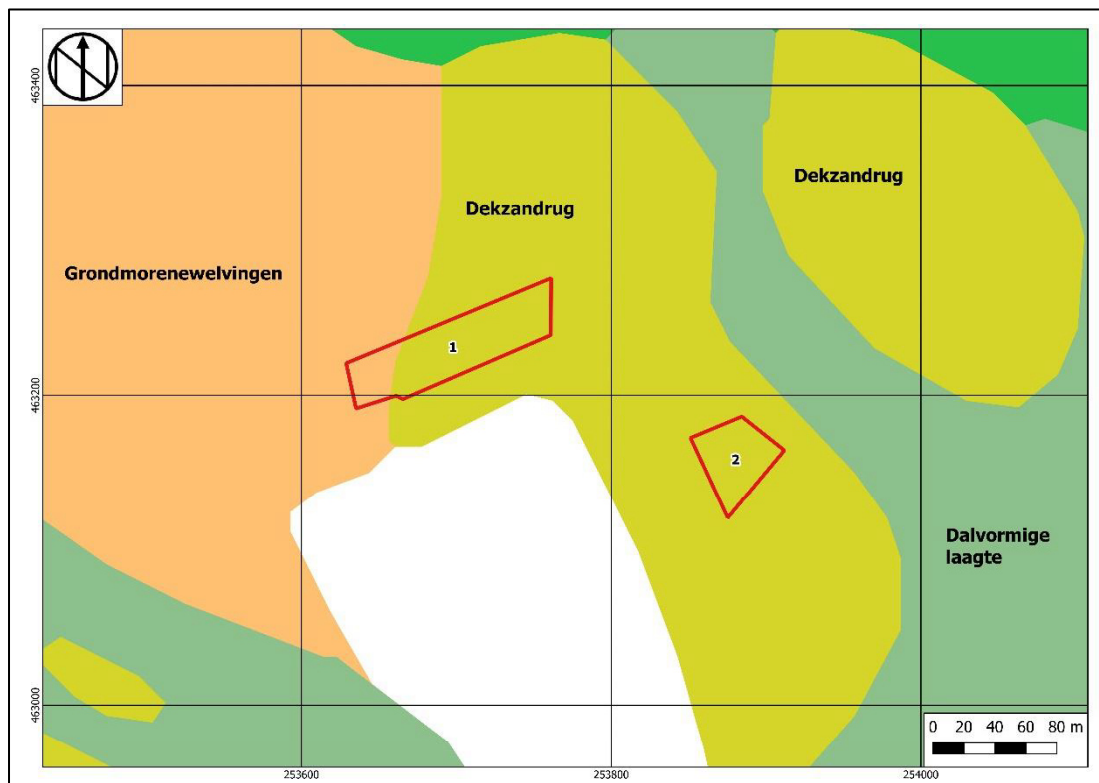 463400
Dekzandrug
Dekzandrug
Grondmorenewelvingen
1
463200
2
Dalvormige
laagte
463000
0 20 40 60 80 m
253600
253800
254000